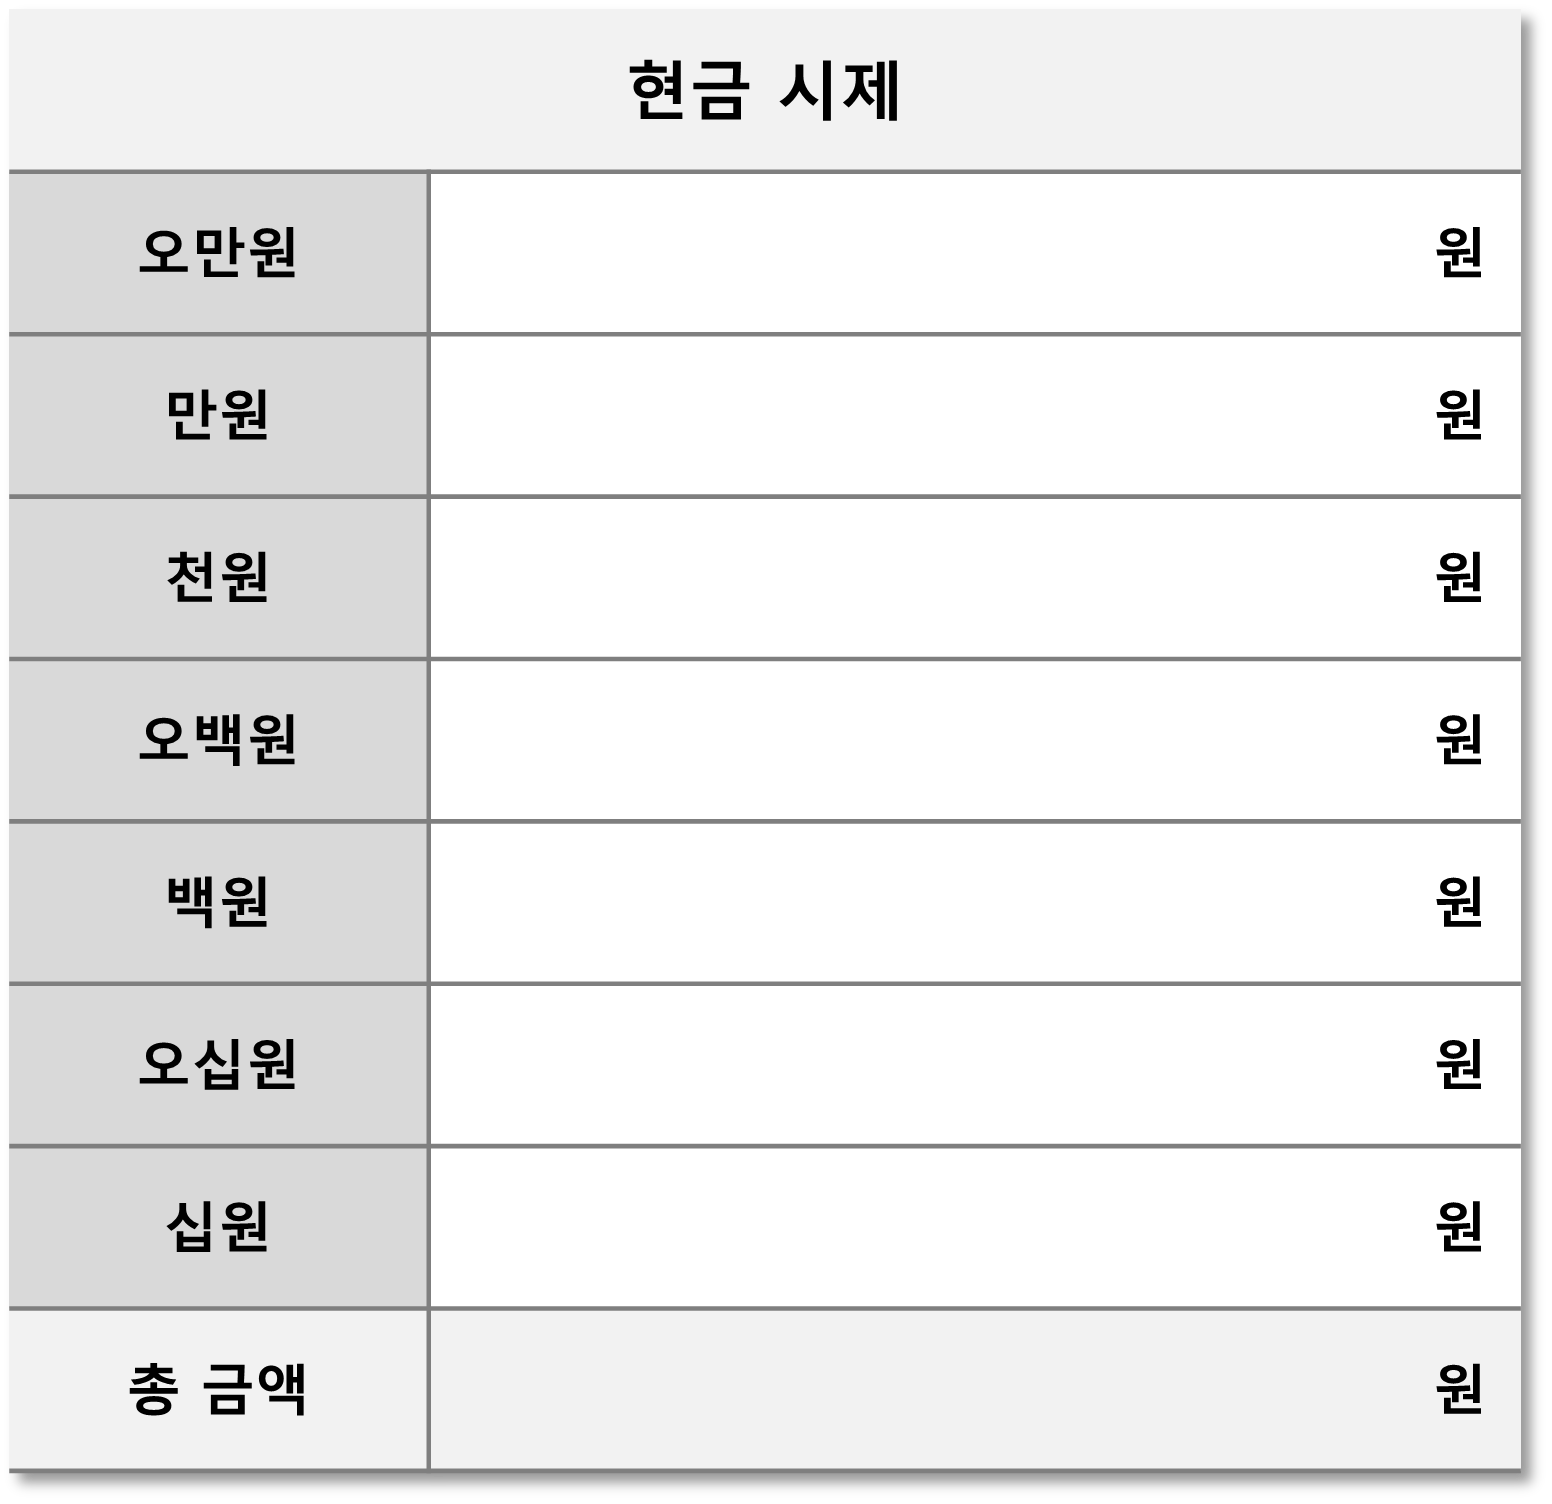 현금 시제
오만원 원
만원 원
천원 원
오백원 원
백원 원
오십원 원
십원 원
총 금액 원